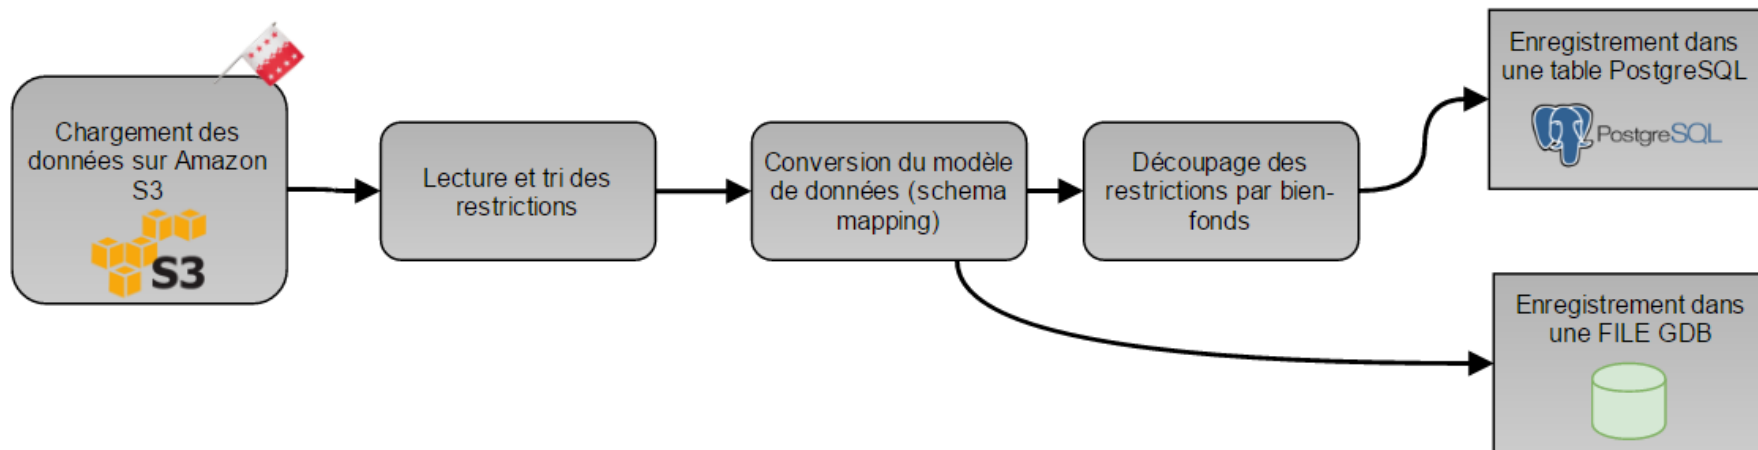 Chargement des
données sur Amazon
S3
S3
Lecture et tri des
restrictions
Conversion du modèle
de données (schema
mapping)
Découpage des
restrictions par bien-
fonds
Enregistrement dans
une table PostgreSQL
PostgreSQL
Enregistrement dans
une FILE GDB